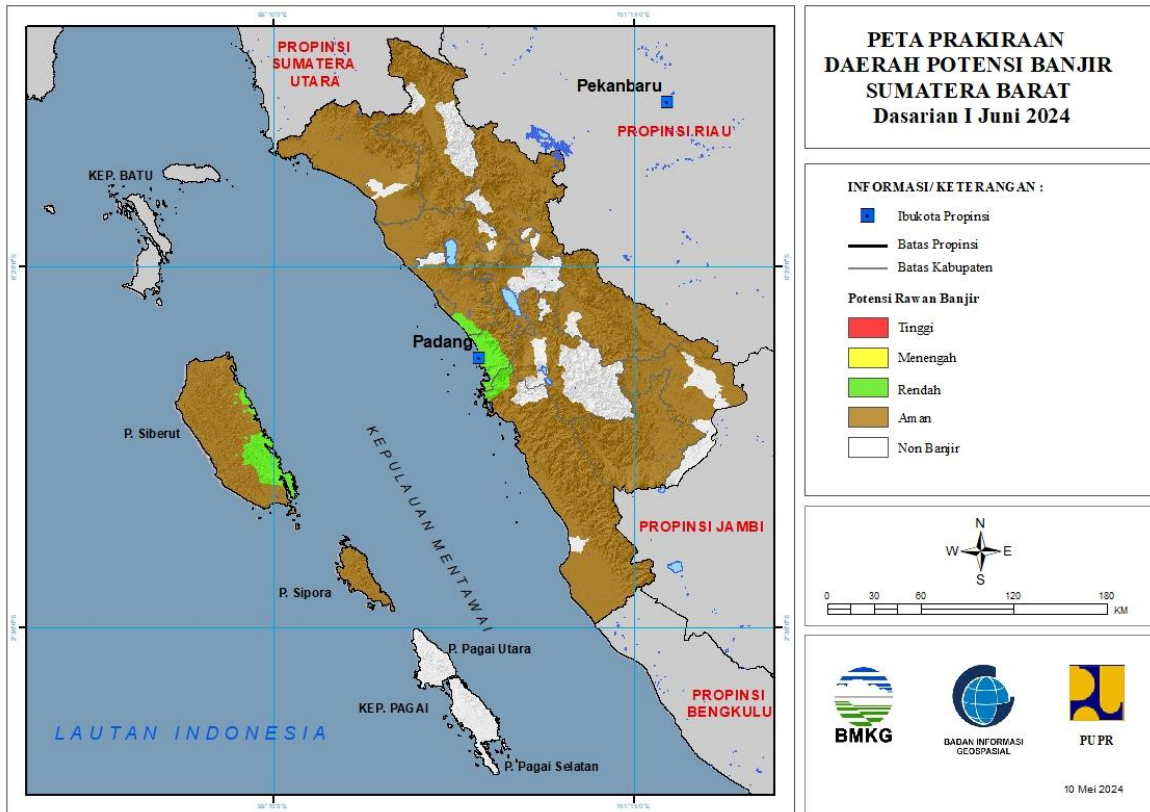 PETA PRAKIRAAN
DAERAH POTENSI BANJIR
SUMATERA BARAT
Dasarian I Juni 2024
INFORMASI/ KETERANGAN :
Ibukota Propinsi
Batas Propinsi
Batas Kabupaten
Potensi Rawan Banjir
Tinggi
Menengah
Rendah
Aman
Non Banjir
N
W E
S
0 30 60 120 180
KM
BMKG
BADAN INFORMASI
GEOSPASIAL
PUPR
10 Mei 2024
PROPINSI
SUMATERA
UTARA
Pekanbaru
PROPINSI RIAU
KEP. BATU
Padang
P. Siberut
KEPULAUAN MENTAWAI
PROPINSI JAMBI
P. Sipora
P. Pagai Utara
KEP. PAGAI
PROPINSI
BENGKULU
LAUTAN INDONESIA
P. Pagai Selatan